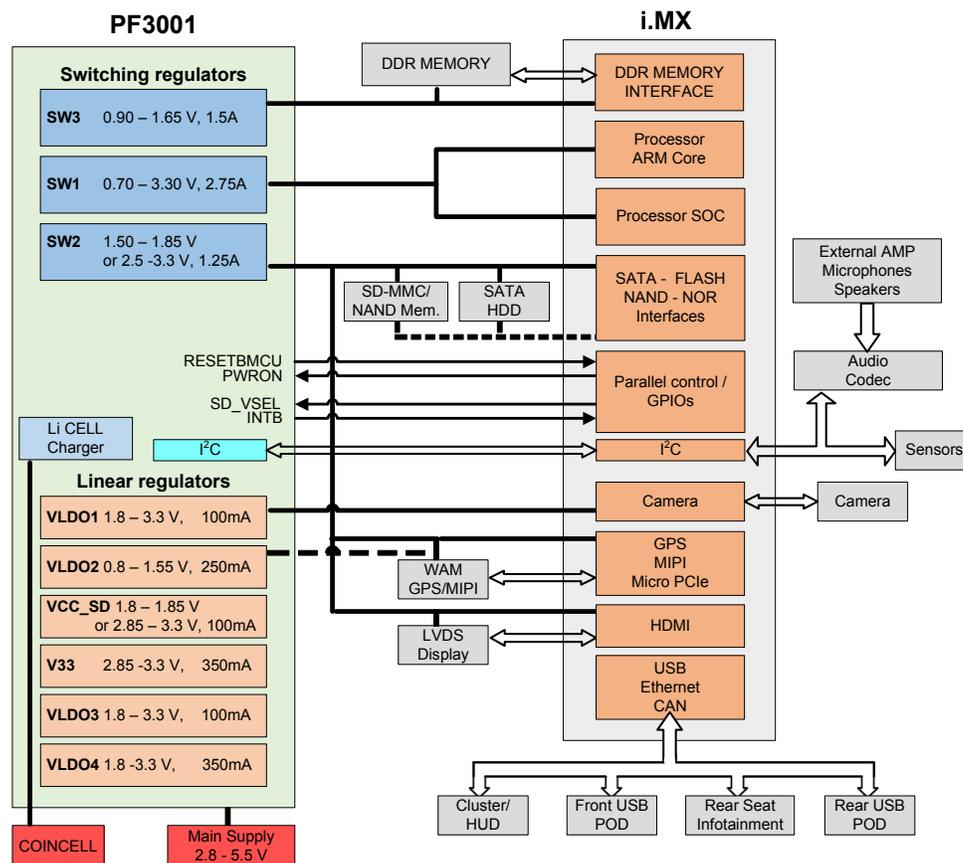 PF3001
i.MX
Switching regulators
SW3 0.90 – 1.65 V, 1.5A
SW1 0.70 – 3.30 V, 2.75A
SW2 1.50 – 1.85 V
or 2.5 -3.3 V, 1.25A
RESETBMCU
PWRON
SD_VSEL
INTB
Li CELL
Charger
I²C
Linear regulators
VLDO1 1.8 – 3.3 V, 100mA
VLDO2 0.8 – 1.55 V, 250mA
VCC_SD 1.8 – 1.85 V
or 2.85 – 3.3 V, 100mA
V33 2.85 -3.3 V, 350mA
VLDO3 1.8 – 3.3 V, 100mA
VLDO4 1.8 -3.3 V, 350mA
COINCELL
Main Supply
2.8 - 5.5 V
DDR MEMORY
SD-MMC/
NAND Mem.
SATA
HDD
WAM
GPS/MIPI
LVDS
Display
DDR MEMORY
INTERFACE
Processor
ARM Core
Processor SOC
SATA - FLASH
NAND - NOR
Interfaces
Parallel control /
GPIOs
I²C
Camera
GPS
MIPI
Micro PCIe
HDMI
USB
Ethernet
CAN
External AMP
Microphones
Speakers
Audio
Codec
Sensors
Camera
Cluster/
HUD
Front USB
POD
Rear Seat
Infotainment
Rear USB
POD